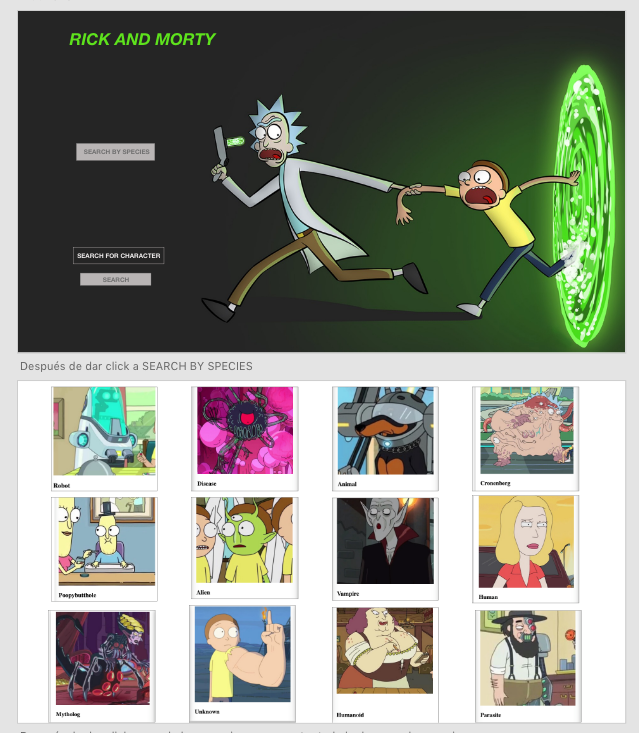 RICK AND MORTY
SEARCH BY SPECIES
SEARCH FOR CHARACTER
SEARCH
Después de dar click a SEARCH BY SPECIES
Robot
Disease
Animal
Cronenberg
Poopybutthole
Alien
Vampire
Human
Mytholog
Unknown
Humanoid
Parasite